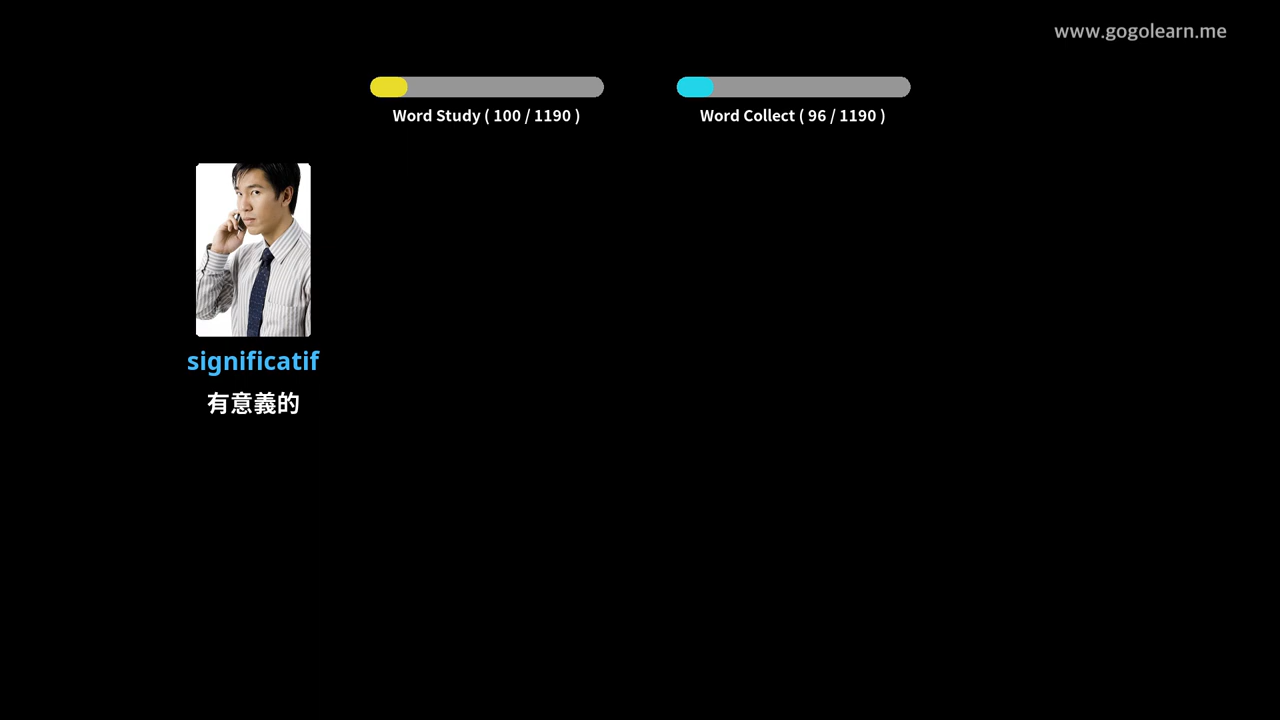 www.gogolearn.me
Word Study ( 100 / 1190 )
Word Collect ( 96 / 1190 )
significatif
有意義的